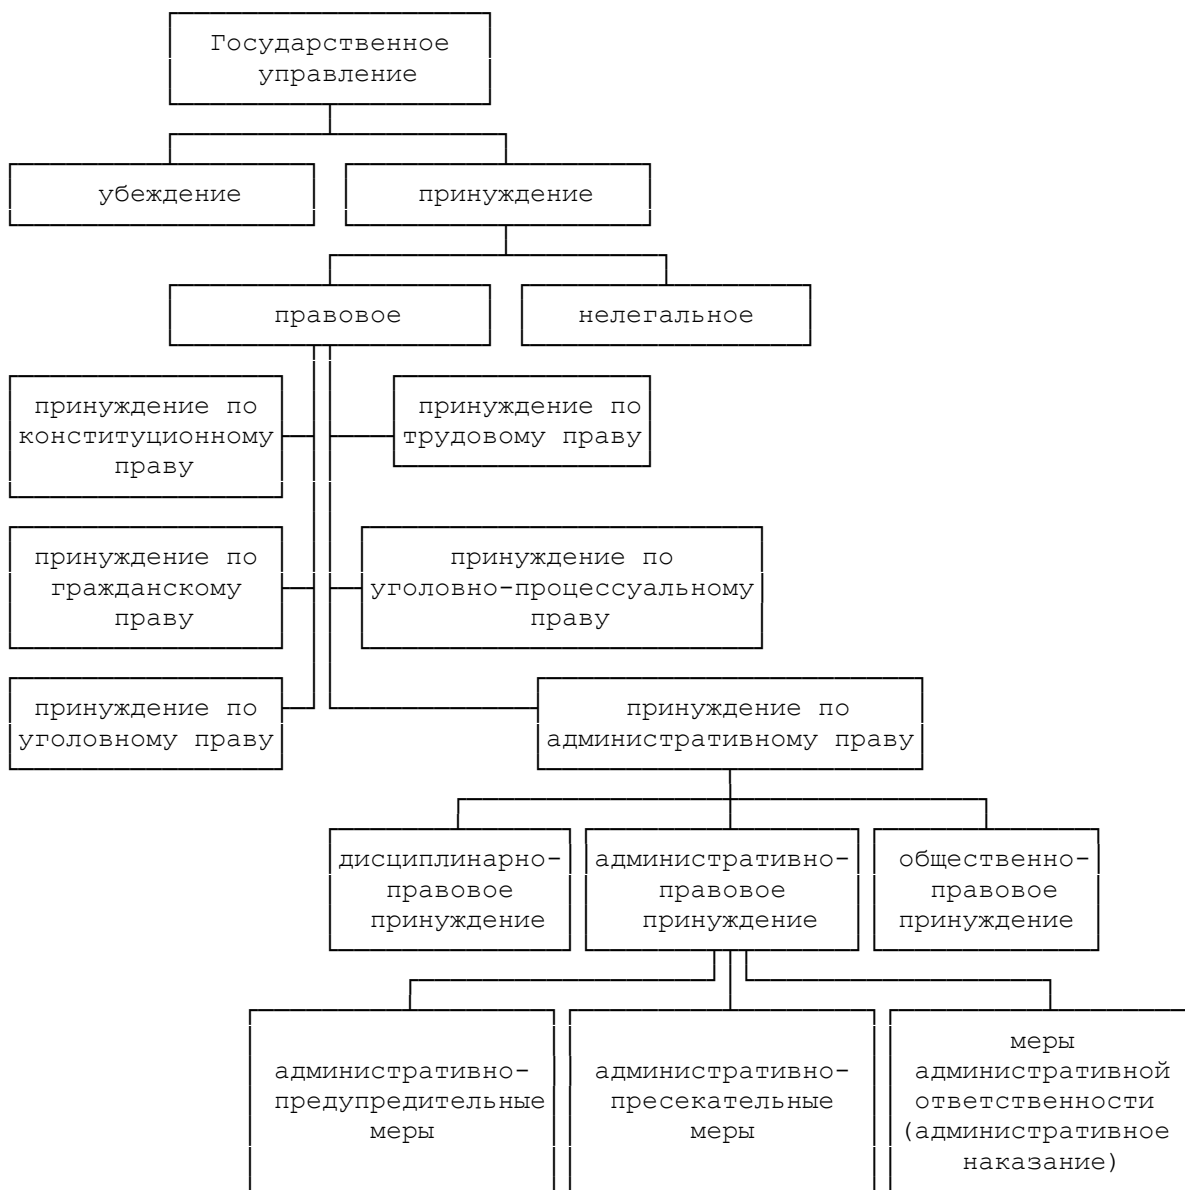 Государственное
управление
убеждение
принуждение
правовое
нелегальное
принуждение по
конституционному
праву
принуждение по
трудовому праву
принуждение по
гражданскому
праву
принуждение по
уголовно-процессуальному
праву
принуждение по
уголовному праву
принуждение по
административному праву
дисциплинарно-
правовое
принуждение
административно-
правовое
принуждение
общественно-
правовое
принуждение
административно-
предупредительные
меры
административно-
пресекательные
меры
меры
административной
ответственности
(административное
наказание)